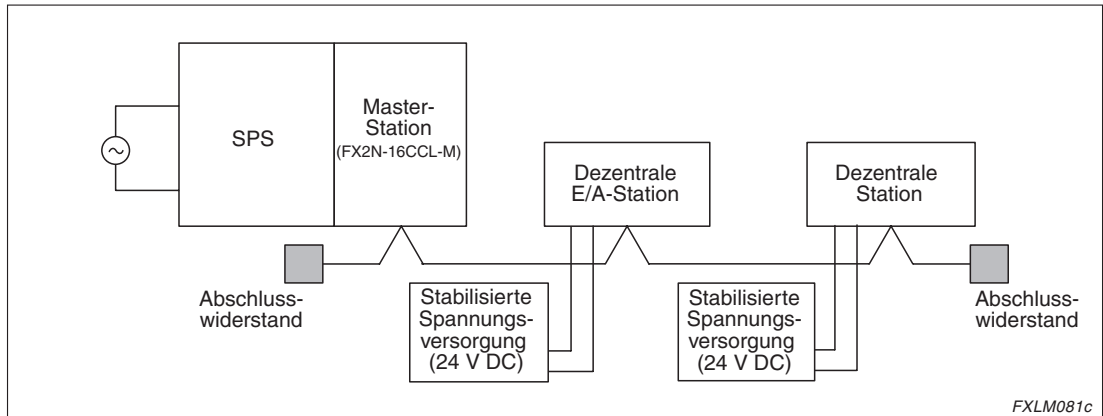 SPS
Master-
Station
(FX2N-16CCL-M)
Dezentrale
E/A-Station
Dezentrale
Station
Abschluss-
widerstand
Stabilisierte
Spannungs-
versorgung
(24 V DC)
Stabilisierte
Spannungs-
versorgung
(24 V DC)
Abschluss-
widerstand
FXLM081c